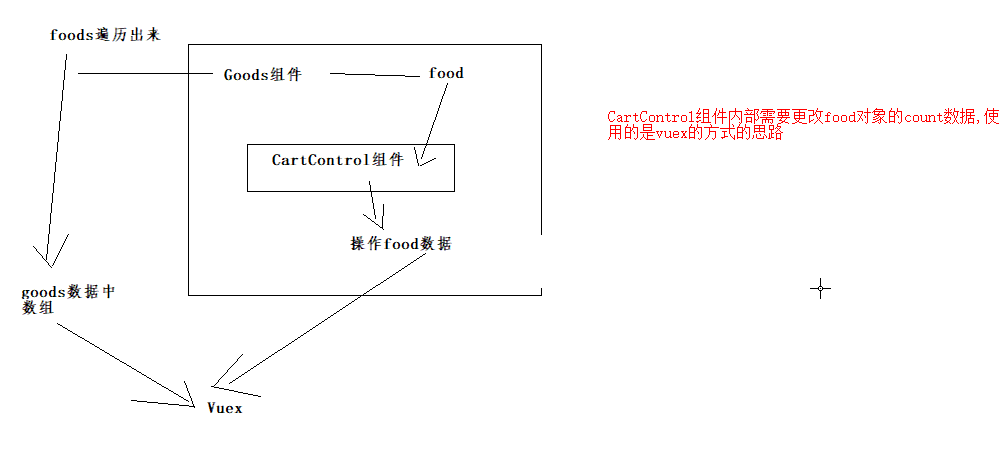 foods遍历出来
Goods组件
food
CartControl组件内部需要更改food对象的count数据,使
用的是vuex的方式的思路
CartControl组件
操作food数据
goods数据中
数组
Vuex